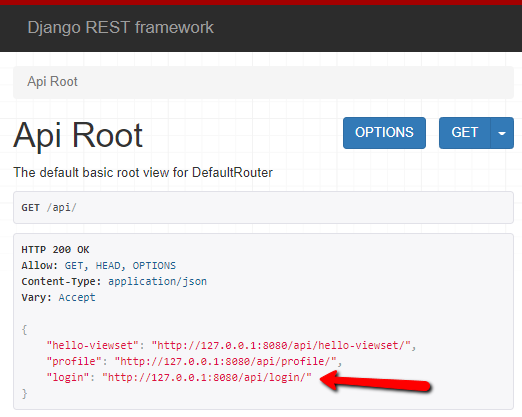 Django REST framework
Api Root
Api Root
OPTIONS
GET
The default basic root view for DefaultRouter
GET /api/
HTTP 200 OK
Allow: GET, HEAD, OPTIONS
Content-Type: application/json
Vary: Accept
{
    "hello-viewset": "http://127.0.0.1:8080/api/hello-viewset/",
    "profile": "http://127.0.0.1:8080/api/profile/",
    "login": "http://127.0.0.1:8080/api/login/"
}